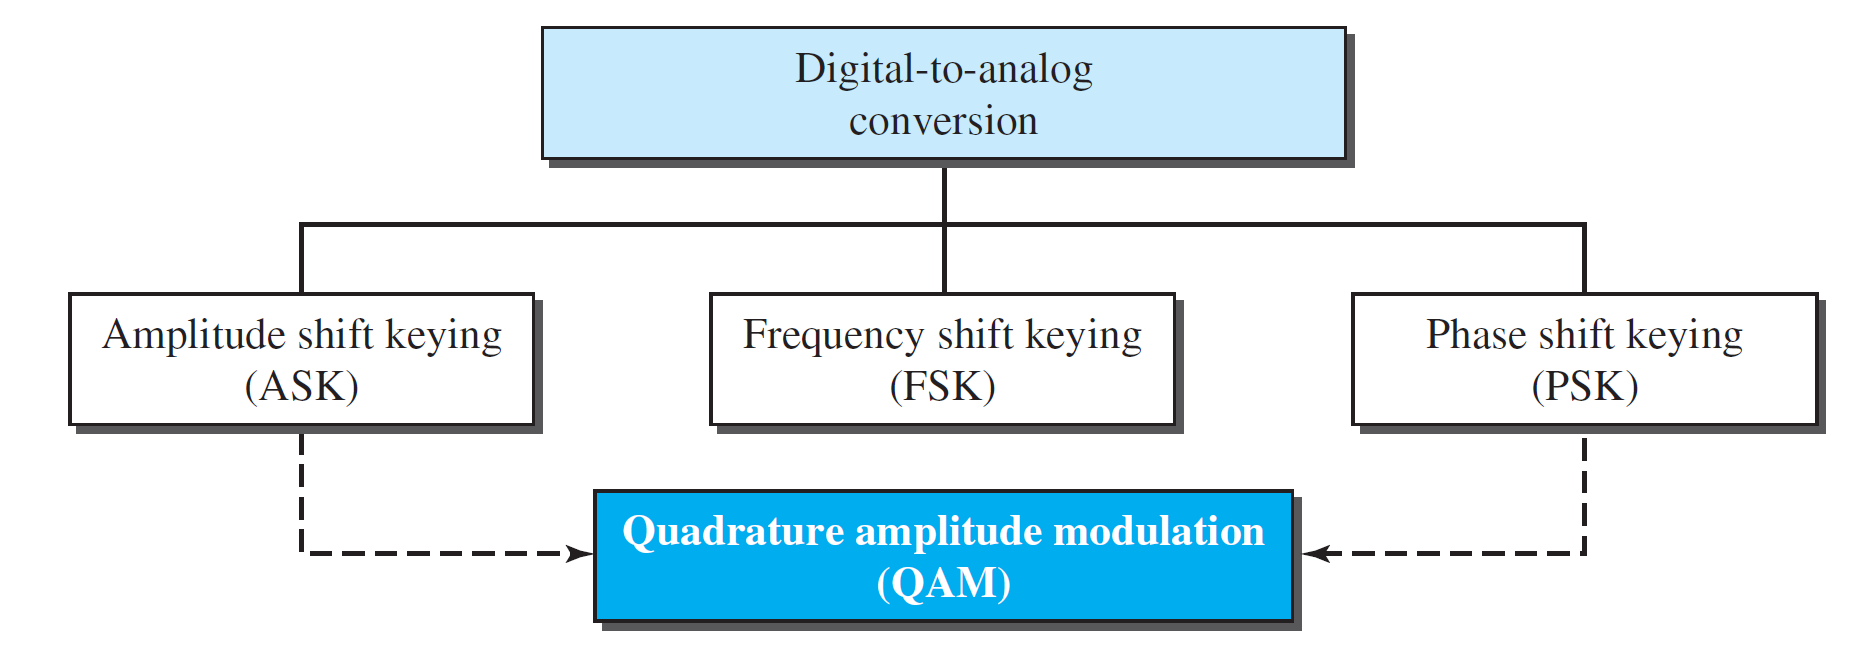 Digital-to-analog
conversion
Amplitude shift keying
(ASK)
Frequency shift keying
(FSK)
Phase shift keying
(PSK)
Quadrature amplitude modulation
(QAM)